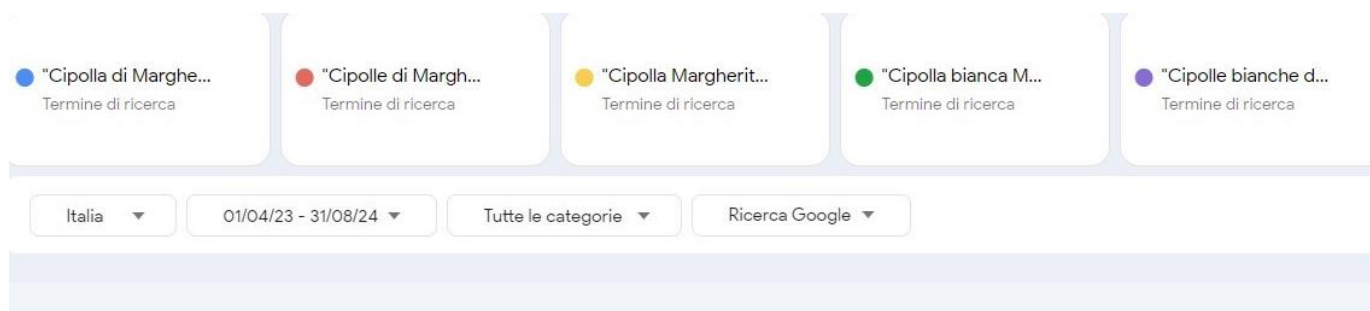 "Cipolla di Marghe...
Termine di ricerca
"Cipolle di Margh...
Termine di ricerca
"Cipolla Margherit...
Termine di ricerca
"Cipolla bianca M...
Termine di ricerca
"Cipolle bianche d...
Termine di ricerca
Italia
01/04/23 - 31/08/24
Tutte le categorie
Ricerca Google